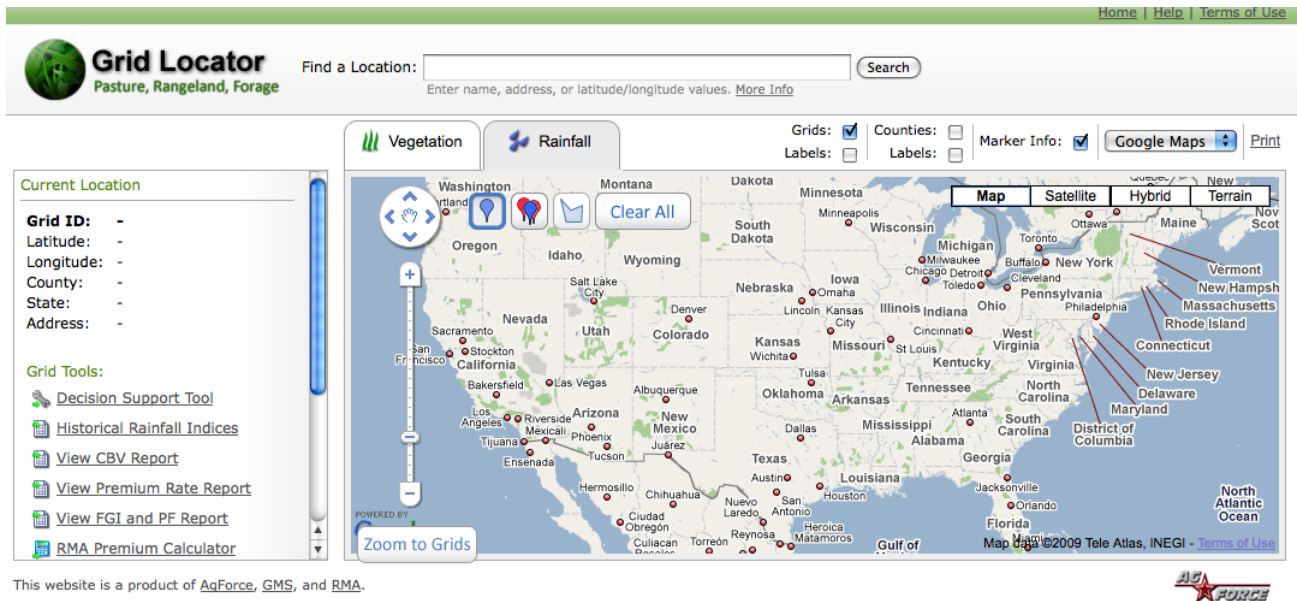 Home | Help | Terms of Use
Grid Locator
Pasture, Rangeland, Forage
Find a Location:
Search
Enter name, address, or latitude/longitude values. More Info
Vegetation
Rainfall
Grids:
Counties:
Labels:
Labels:
Marker Info:
Google Maps
Print
Current Location
Grid ID: -
Latitude: -
Longitude: -
County: -
State: -
Address: -
Grid Tools:
Decision Support Tool
Historical Rainfall Indices
View CBV Report
View Premium Rate Report
View FGI and PF Report
RMA Premium Calculator
Clear All
Map
Satellite
Hybrid
Terrain
Washington
Montana
Dakota
Minnesota
Ottawa
Maine
Nov
Scot
Minneapolis
Wisconsin
South
Dakota
Oregon
Idaho
Wyoming
Michigan
Toronto
Milwaukee
Buffalo
New York
Vermont
Chicago
Detroit
Toledo
Cleveland
New Hampsh
Salt Lake
City
Nebraska
Iowa
Omaha
Pennsylvania
Massachusetts
Denver
Lincoln
Kansas
City
Illinois
Indiana
Ohio
Philadelphia
Rhode Island
Nevada
Utah
Colorado
Sacramento
Stockton
San
Francisco
California
Kansas
Wichita
Missouri
St Louis
Cincinnati
West
Virginia
Connecticut
Kentucky
Virginia
New Jersey
Bakersfield
Las Vegas
Albuquerque
Tulsa
Oklahoma
Arkansas
Tennessee
North
Carolina
Delaware
Maryland
Los
Angeles
Riverside
Arizona
New
Mexico
Dallas
Mississippi
Atlanta
South
Carolina
District of
Columbia
Tijuana
Mexicali
Phoenix
Tucson
Juárez
Alabama
Ensenada
Texas
Georgia
Austin
Louisiana
Jacksonville
Hermosillo
Chihuahua
Nuevo
Laredo
San
Antonio
Houston
Orlando
North
Atlantic
Ocean
Ciudad
Obregón
Reynosa
Heroica
Matamoros
Florida
Culiacan
Torreón
Gulf of
Miami
POWERED BY
Zoom to Grids
Map data ©2009 Tele Atlas, INEGI - Terms of Use
This website is a product of AgForce, GMS, and RMA.
AG
FORCE